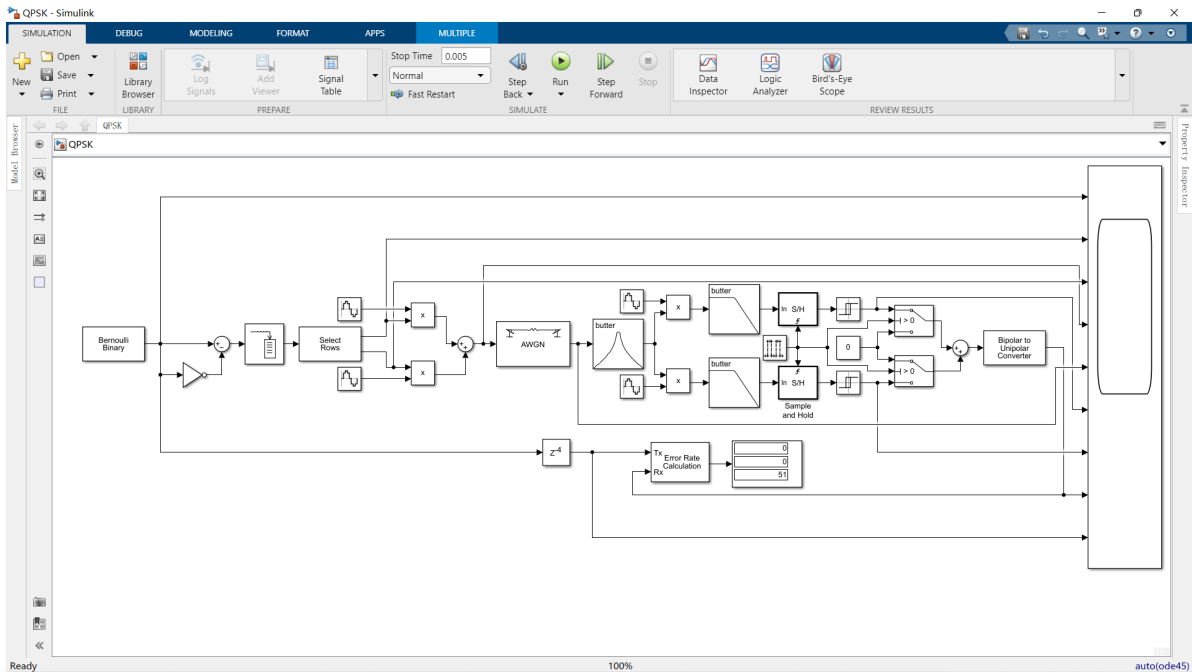 QPSK - Simulink
SIMULATION DEBUG MODELING FORMAT APPS MULTIPLE
New
Open
Save
Print
FILE
Library
Browser
LIBRARY
Log
Signals
Add
Viewer
Signal
Table
PREPARE
Stop Time 0.005
Normal
Fast Restart
Step
Back
Run
Step
Forward
Stop
SIMULATE
Data
Inspector
Logic
Analyzer
Bird's-Eye
Scope
REVIEW RESULTS
Model Browser
QPSK
QPSK
Property Inspector
Bernoulli
Binary
+
-
Select
Rows
x
x
+
+
AWGN
butter
x
x
butter
butter
In S/H
In S/H
Sample
and Hold
0
> 0
> 0
+
+
Bipolar to
Unipolar
Converter
Z-4
Tx
Rx
Error Rate
Calculation
0
0
51
Ready
100%
auto(ode45)